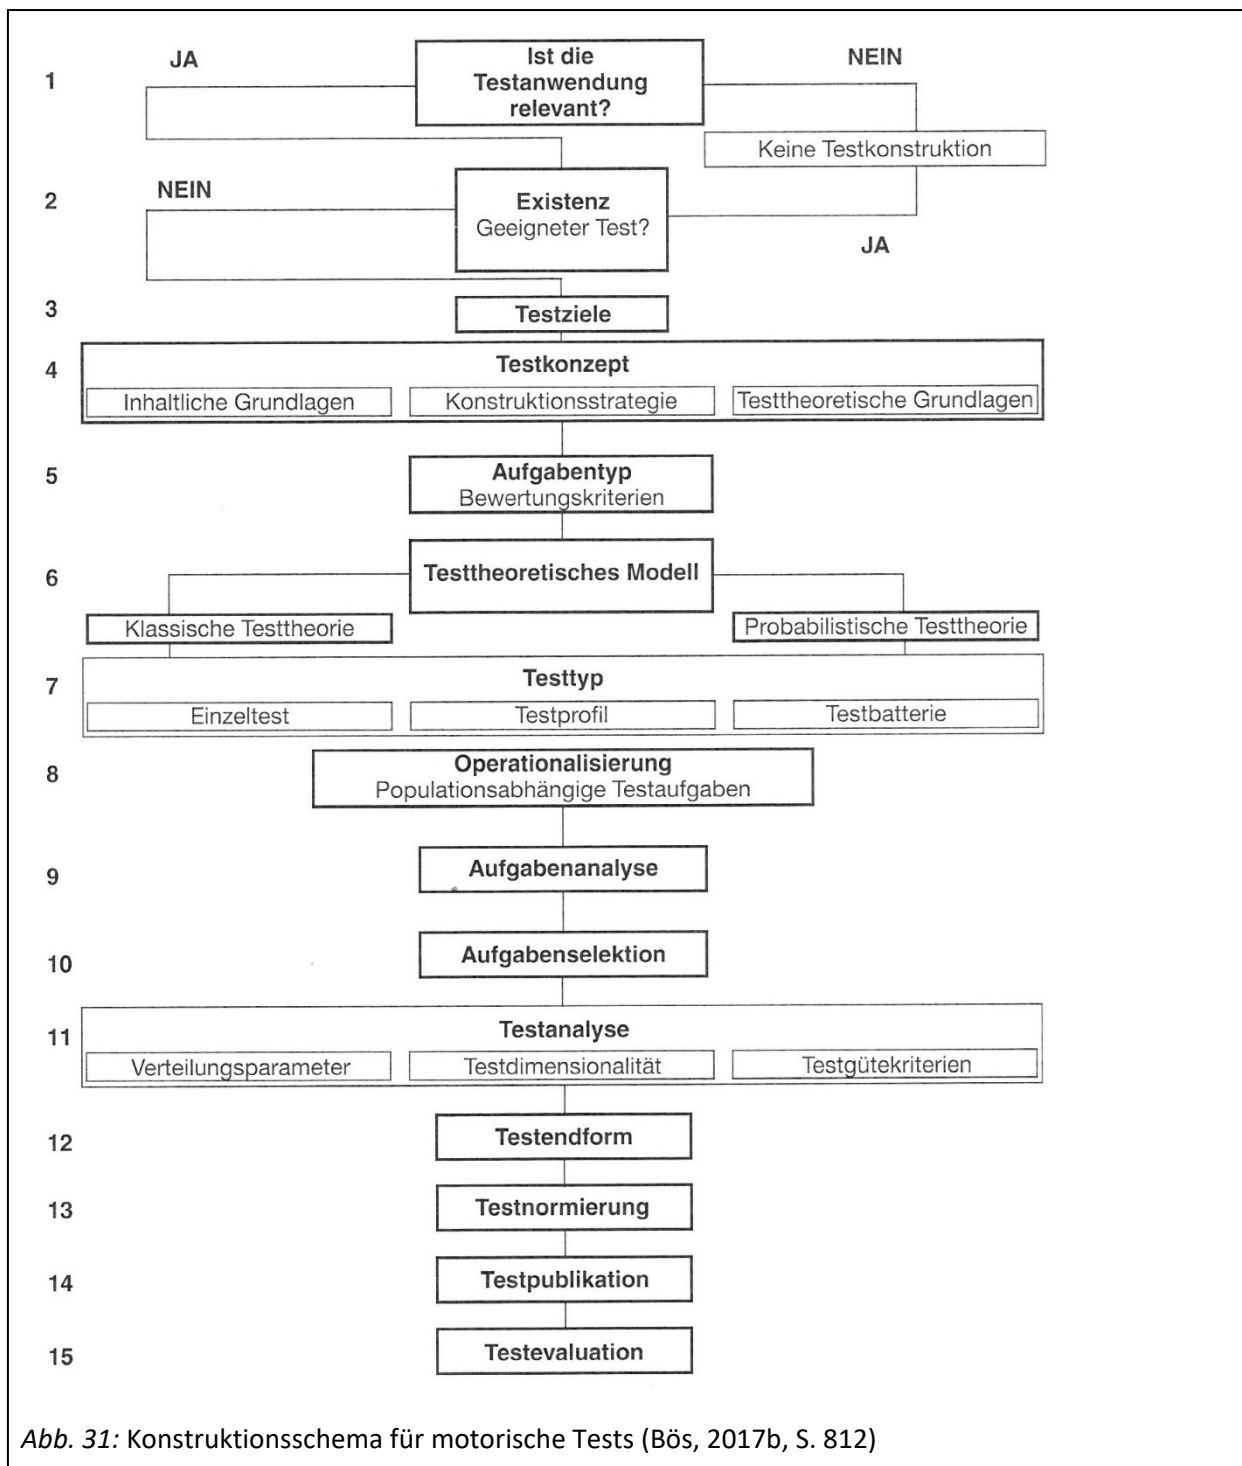 JA
NEIN
1
Ist die
Testanwendung
relevant?
Keine Testkonstruktion
NEIN
2
Existenz
Geeigneter Test?
JA
3
Testziele
4
Testkonzept
Inhaltliche Grundlagen
Konstruktionsstrategie
Testtheoretische Grundlagen
5
Aufgabentyp
Bewertungskriterien
6
Testtheoretisches Modell
Klassische Testtheorie
Probabilistische Testtheorie
7
Testtyp
Einzeltest
Testprofil
Testbatterie
8
Operationalisierung
Populationsabhängige Testaufgaben
9
Aufgabenanalyse
10
Aufgabenselektion
11
Testanalyse
Verteilungsparameter
Testdimensionalität
Testgütekriterien
12
Testendform
13
Testnormierung
14
Testpublikation
15
Testevaluation
Abb. 31: Konstruktionsschema für motorische Tests (Bös, 2017b, S. 812)